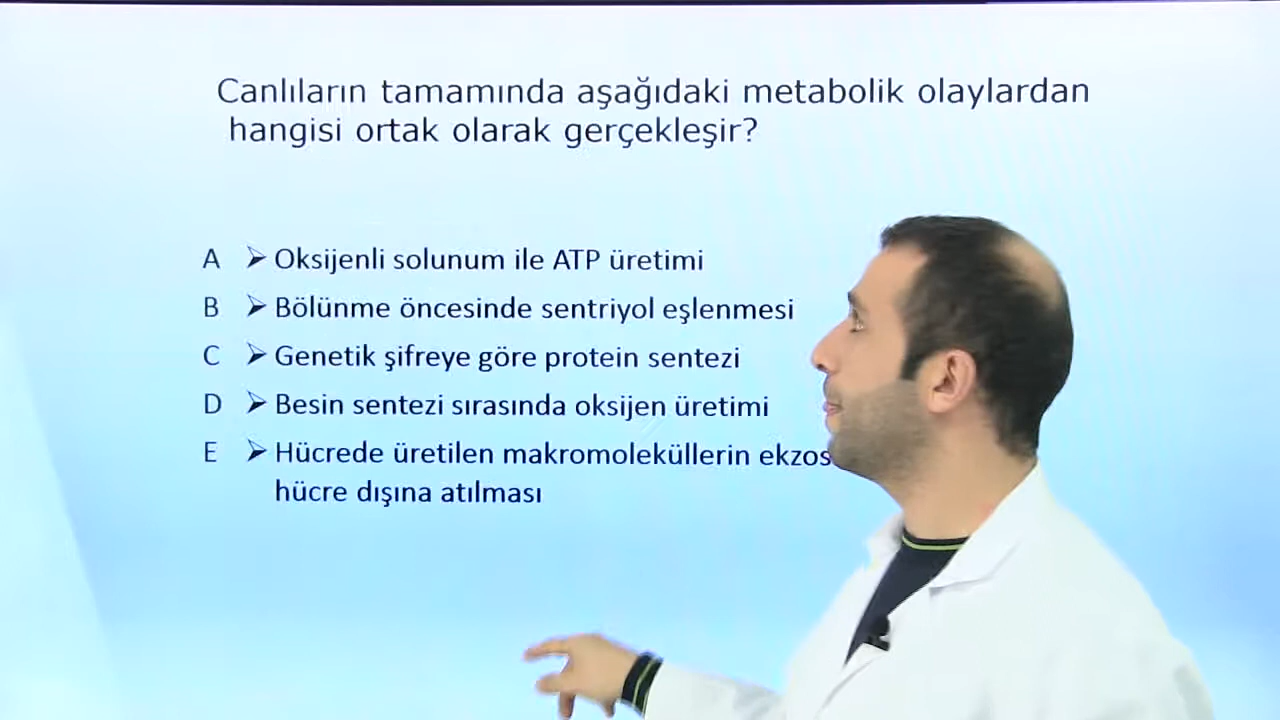 Canlıların tamamında aşağıdaki metabolik olaylardan
hangisi ortak olarak gerçekleşir?
A ➢ Oksijenli solunum ile ATP üretimi
B ➢ Bölünme öncesinde sentriyol eşlenmesi
C ➢ Genetik şifreye göre protein sentezi
D ➢ Besin sentezi sırasında oksijen üretimi
E ➢ Hücrede üretilen makromoleküllerin
hücre dışına atılması